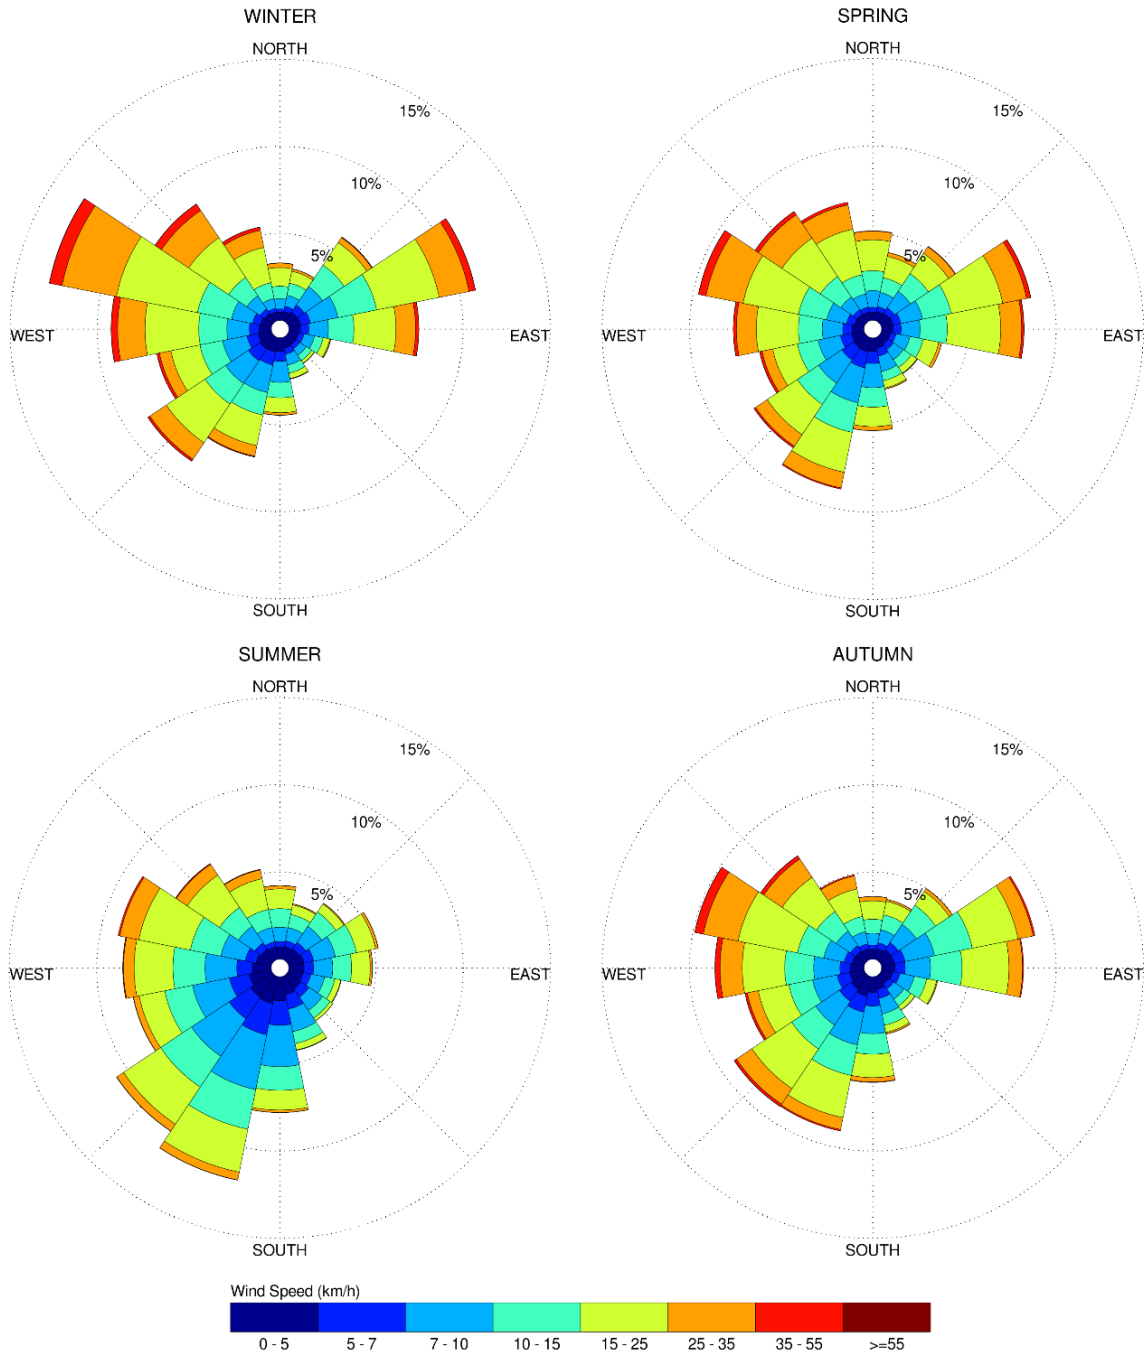 WINTER
NORTH
15%
10%
5%
WEST
EAST
SOUTH
SPRING
NORTH
15%
10%
5%
WEST
EAST
SOUTH
SUMMER
NORTH
15%
10%
5%
WEST
EAST
SOUTH
AUTUMN
NORTH
15%
10%
5%
WEST
EAST
SOUTH
Wind Speed (km/h)
0 - 5 5 - 7 7 - 10 10 - 15 15 - 25 25 - 35 35 - 55 >=55